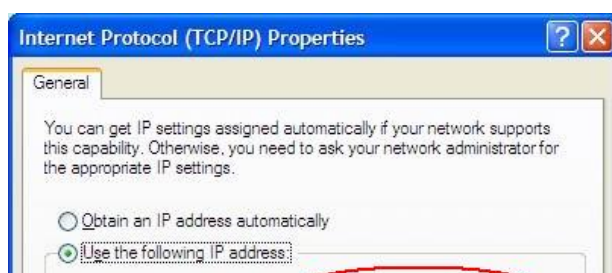 Internet Protocol (TCP/IP) Properties
General
You can get IP settings assigned automatically if your network supports
this capability. Otherwise, you need to ask your network administrator for
the appropriate IP settings.
Obtain an IP address automatically
Use the following IP address: